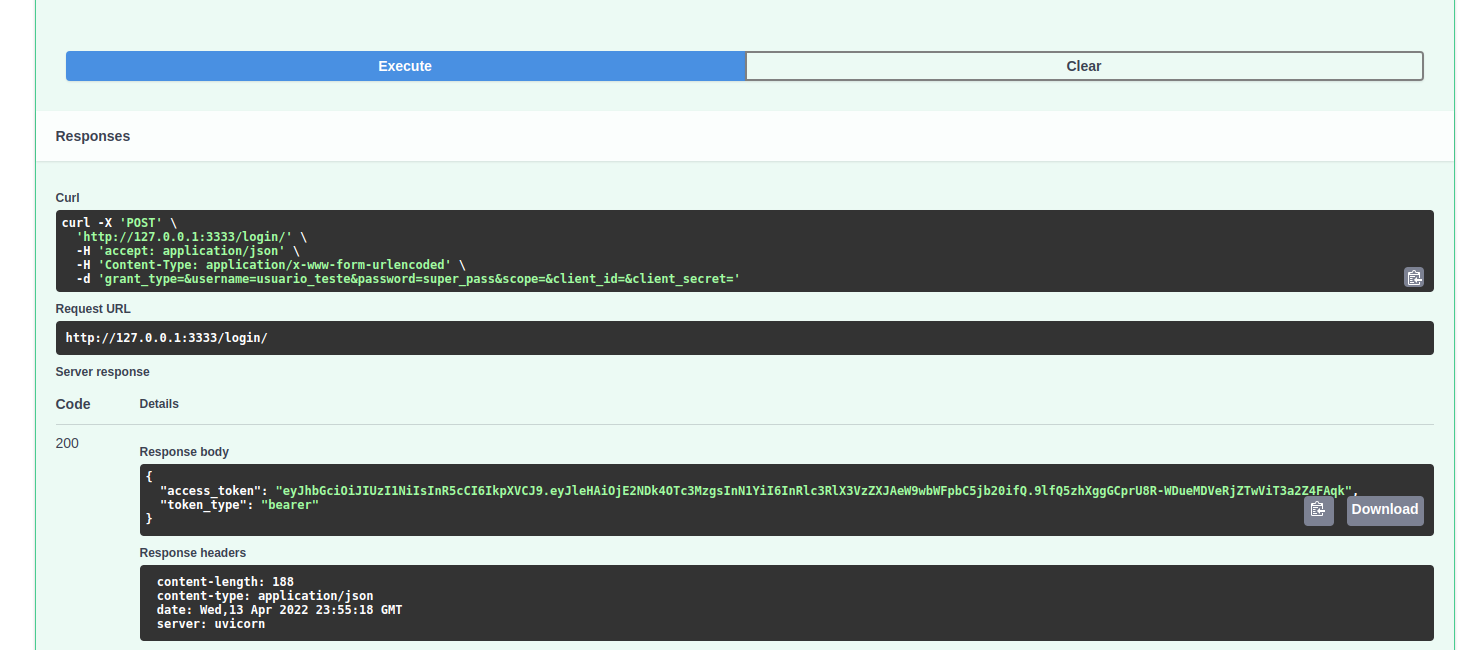 Execute
Clear
Responses
Curl
curl -X 'POST' \
  'http://127.0.0.1:3333/login/' \
  -H 'accept: application/json' \
  -H 'Content-Type: application/x-www-form-urlencoded' \
  -d 'grant_type=&username=usuario_teste&password=super_pass&scope=&client_id=&client_secret='
Request URL
http://127.0.0.1:3333/login/
Server response
Code Details
200
Response body
{
  "access_token": "eyJhbGciOiJIUzI1NiIsInR5cCI6IkpXVCJ9.eyJleHAiOjE2NDk4OTc3MzgsInN1YiI6InRlc3RlX3VzZXJAeW9wbWFpbC5jb20ifQ.9lfQ5zhXggGCprU8R-WDueMDVeRjZTwViT3a2Z4FAqk",
  "token_type": "bearer"
}
Download
Response headers
content-length: 188
content-type: application/json
date: Wed,13 Apr 2022 23:55:18 GMT
server: uvicorn